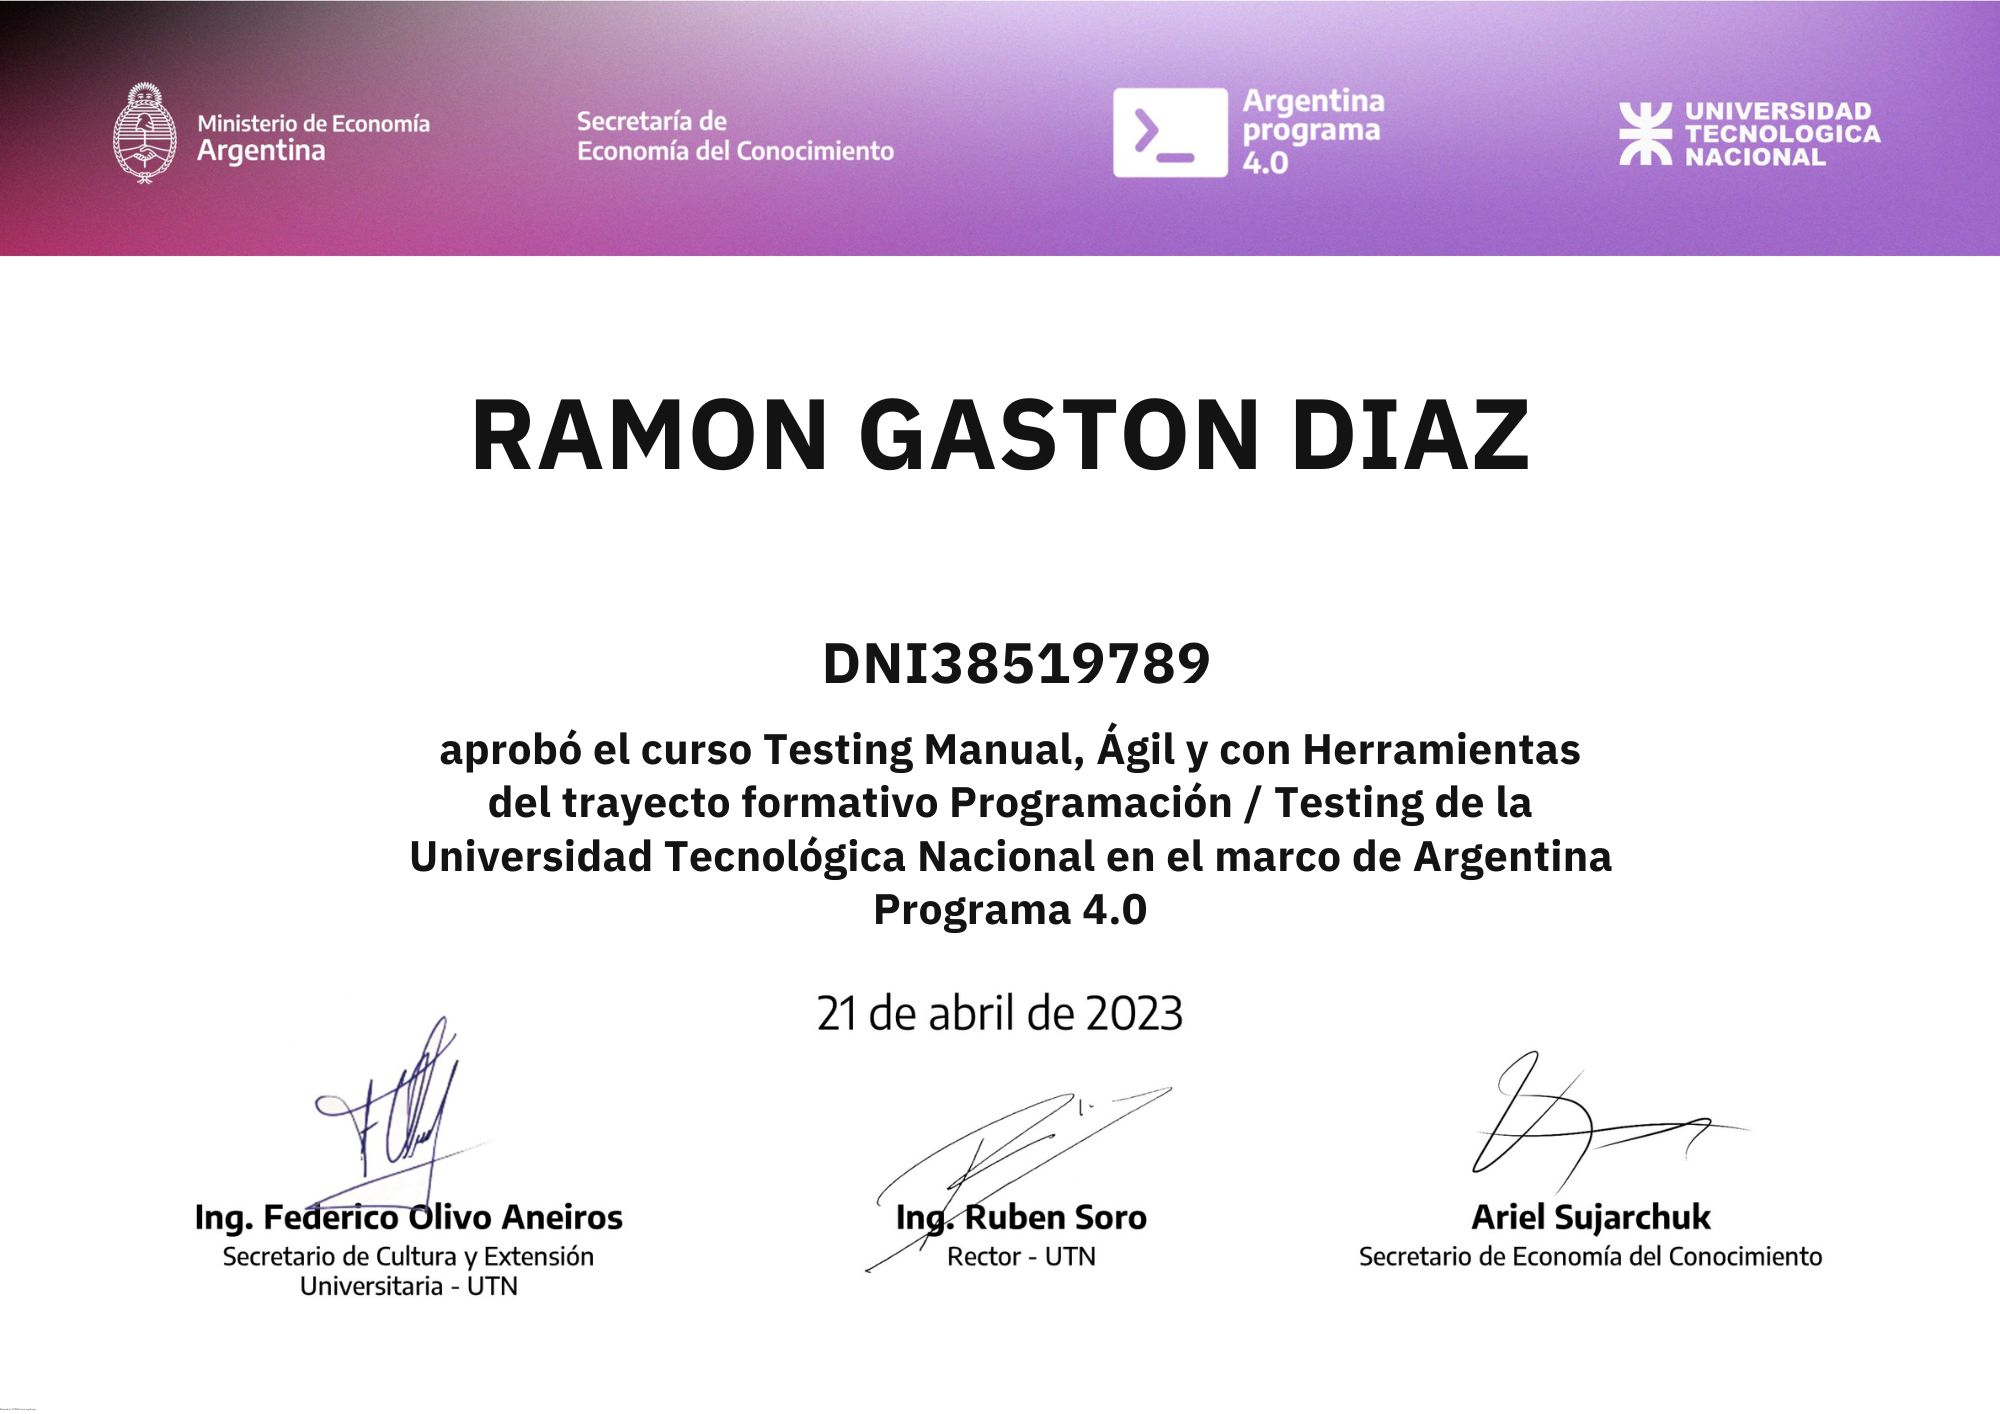 Ministerio de Economía
Argentina
Secretaría de
Economía del Conocimiento
Argentina
programa
4.0
UNIVERSIDAD
TECNOLOGICA
NACIONAL
RAMON GASTON DIAZ
DNI38519789
aprobó el curso Testing Manual, Ágil y con Herramientas
del trayecto formativo Programación / Testing de la
Universidad Tecnológica Nacional en el marco de Argentina
Programa 4.0
21 de abril de 2023
Ing. Federico Olivo Aneiros
Secretario de Cultura y Extensión
Universitaria - UTN
Ing. Ruben Soro
Rector - UTN
Ariel Sujarchuk
Secretario de Economía del Conocimiento